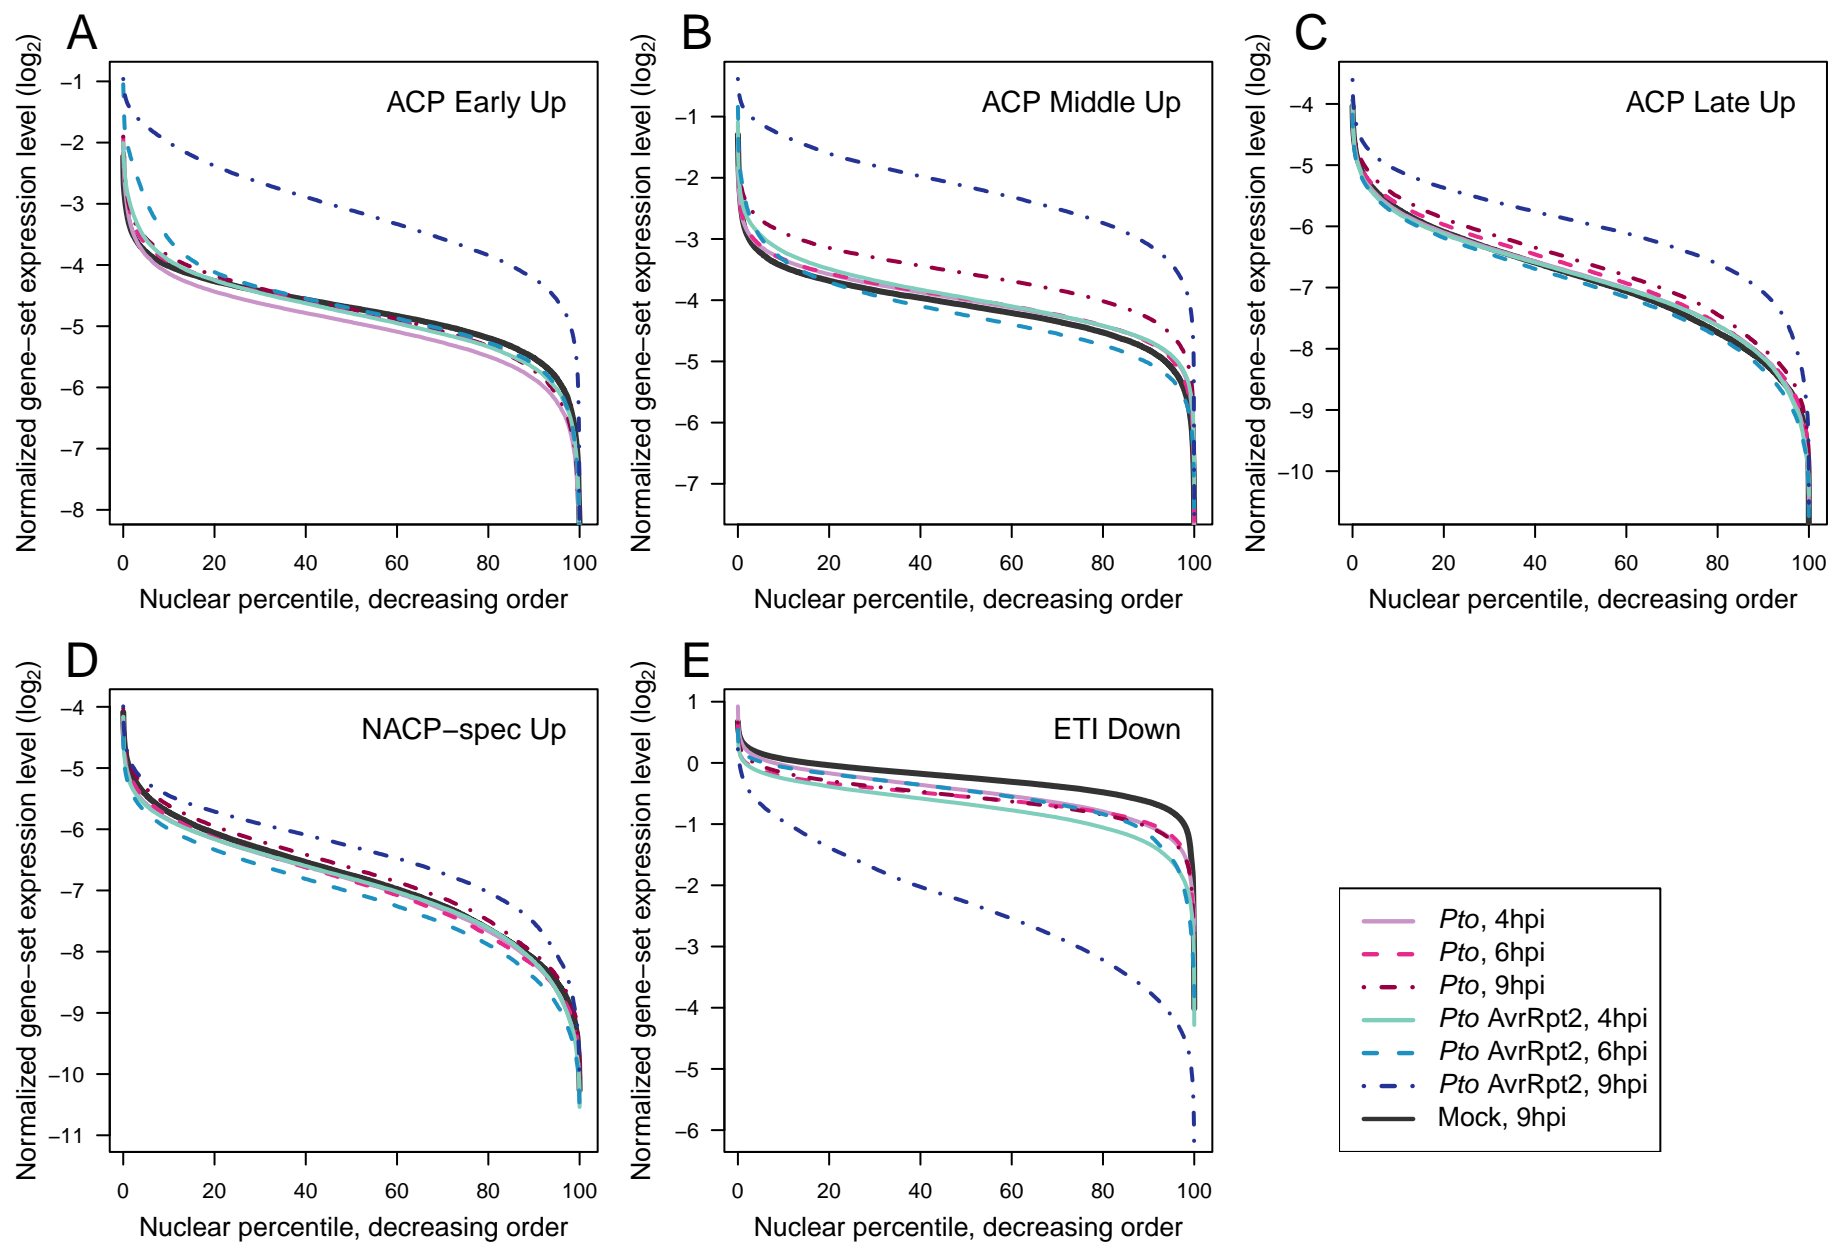 A
Normalized gene−set expression level (log2)
ACP Early Up
−1
−2
−3
−4
−5
−6
−7
−8
0 20 40 60 80 100
Nuclear percentile, decreasing order
B
Normalized gene−set expression level (log2)
ACP Middle Up
−1
−2
−3
−4
−5
−6
−7
0 20 40 60 80 100
Nuclear percentile, decreasing order
C
Normalized gene−set expression level (log2)
ACP Late Up
−4
−5
−6
−7
−8
−9
−10
0 20 40 60 80 100
Nuclear percentile, decreasing order
D
Normalized gene−set expression level (log2)
NACP−spec Up
−4
−5
−6
−7
−8
−9
−10
−11
0 20 40 60 80 100
Nuclear percentile, decreasing order
E
Normalized gene−set expression level (log2)
ETI Down
1
0
−1
−2
−3
−4
−5
−6
0 20 40 60 80 100
Nuclear percentile, decreasing order
Pto, 4hpi
Pto, 6hpi
Pto, 9hpi
Pto AvrRpt2, 4hpi
Pto AvrRpt2, 6hpi
Pto AvrRpt2, 9hpi
Mock, 9hpi